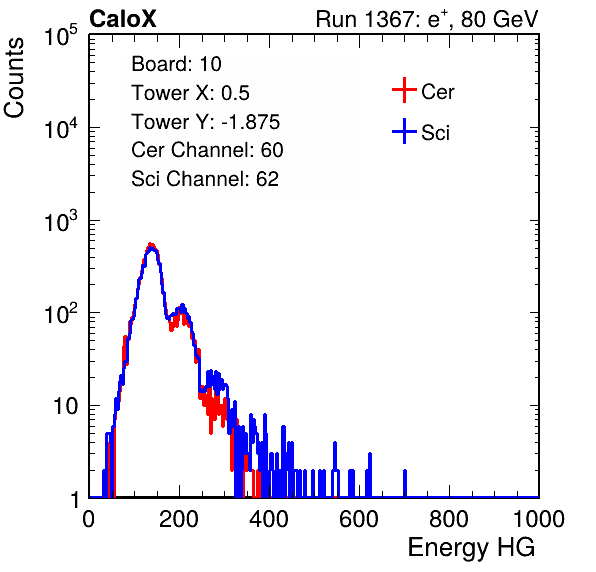 CaloX Run 1367: e⁺, 80 GeV
Counts
Board: 10
Tower X: 0.5
Tower Y: -1.875
Cer Channel: 60
Sci Channel: 62
Cer
Sci
10⁵
10⁴
10³
10²
10
1
0 200 400 600 800 1000
Energy HG